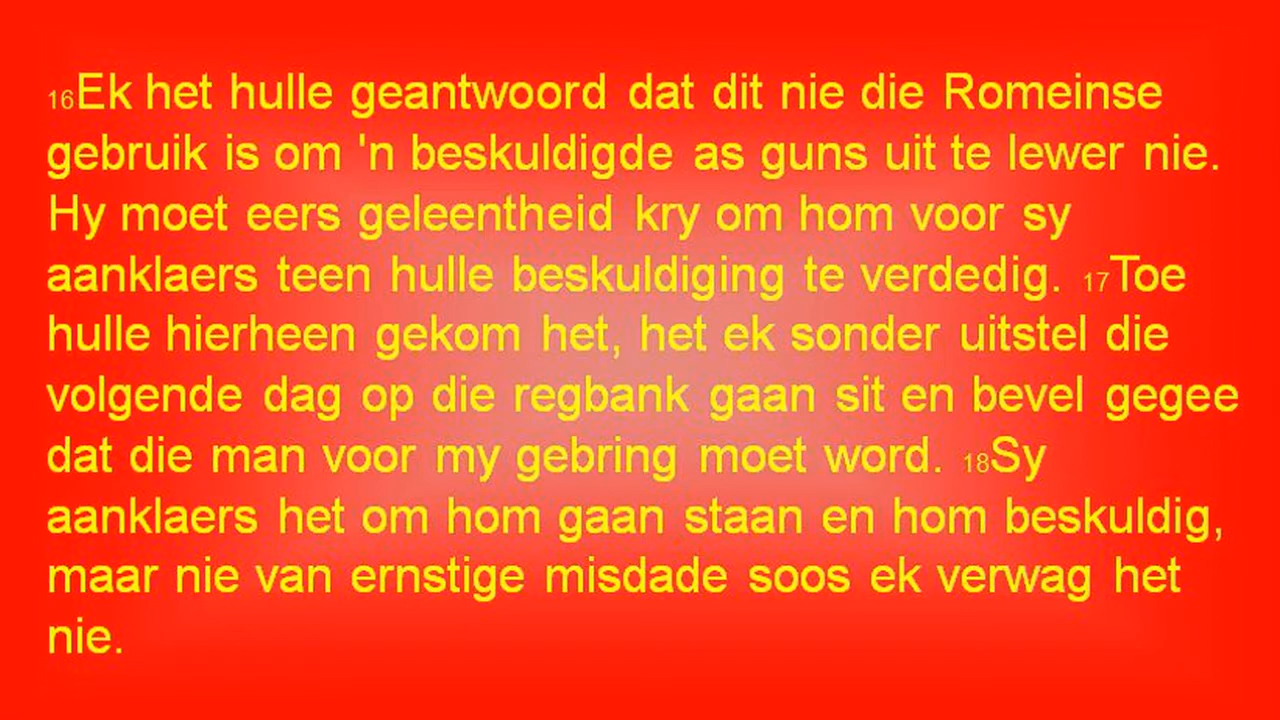 16Ek het hulle geantwoord dat dit nie die Romeinse
gebruik is om 'n beskuldigde as guns uit te lewer nie.
Hy moet eers geleentheid kry om hom voor sy
aanklaers teen hulle beskuldiging te verdedig. 17Toe
hulle hierheen gekom het, het ek sonder uitstel die
volgende dag op die regbank gaan sit en bevel gegee
dat die man voor my gebring moet word. 18Sy
aanklaers het om hom gaan staan en hom beskuldig,
maar nie van ernstige misdade soos ek verwag het
nie.